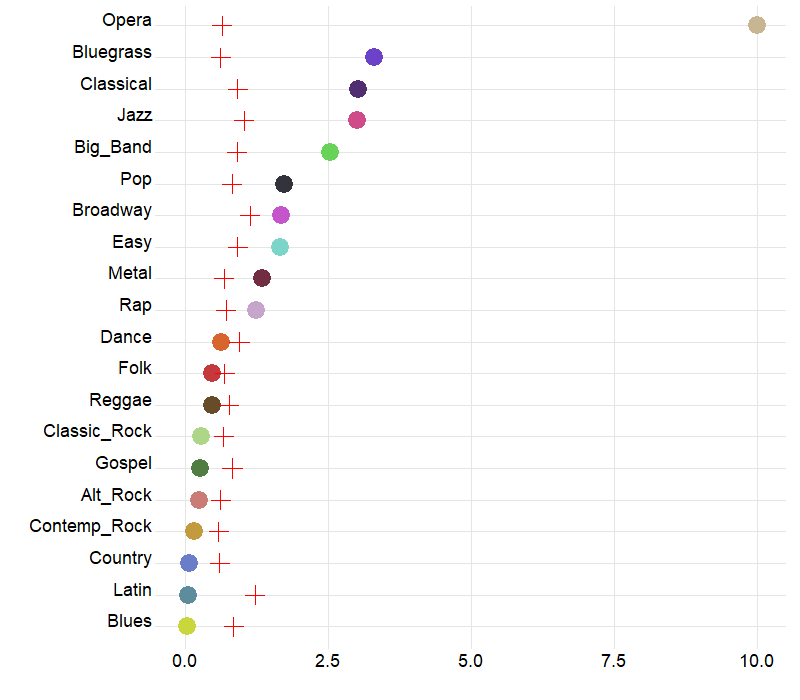 Opera
Bluegrass
Classical
Jazz
Big_Band
Pop
Broadway
Easy
Metal
Rap
Dance
Folk
Reggae
Classic_Rock
Gospel
Alt_Rock
Contemp_Rock
Country
Latin
Blues
0.0 2.5 5.0 7.5 10.0